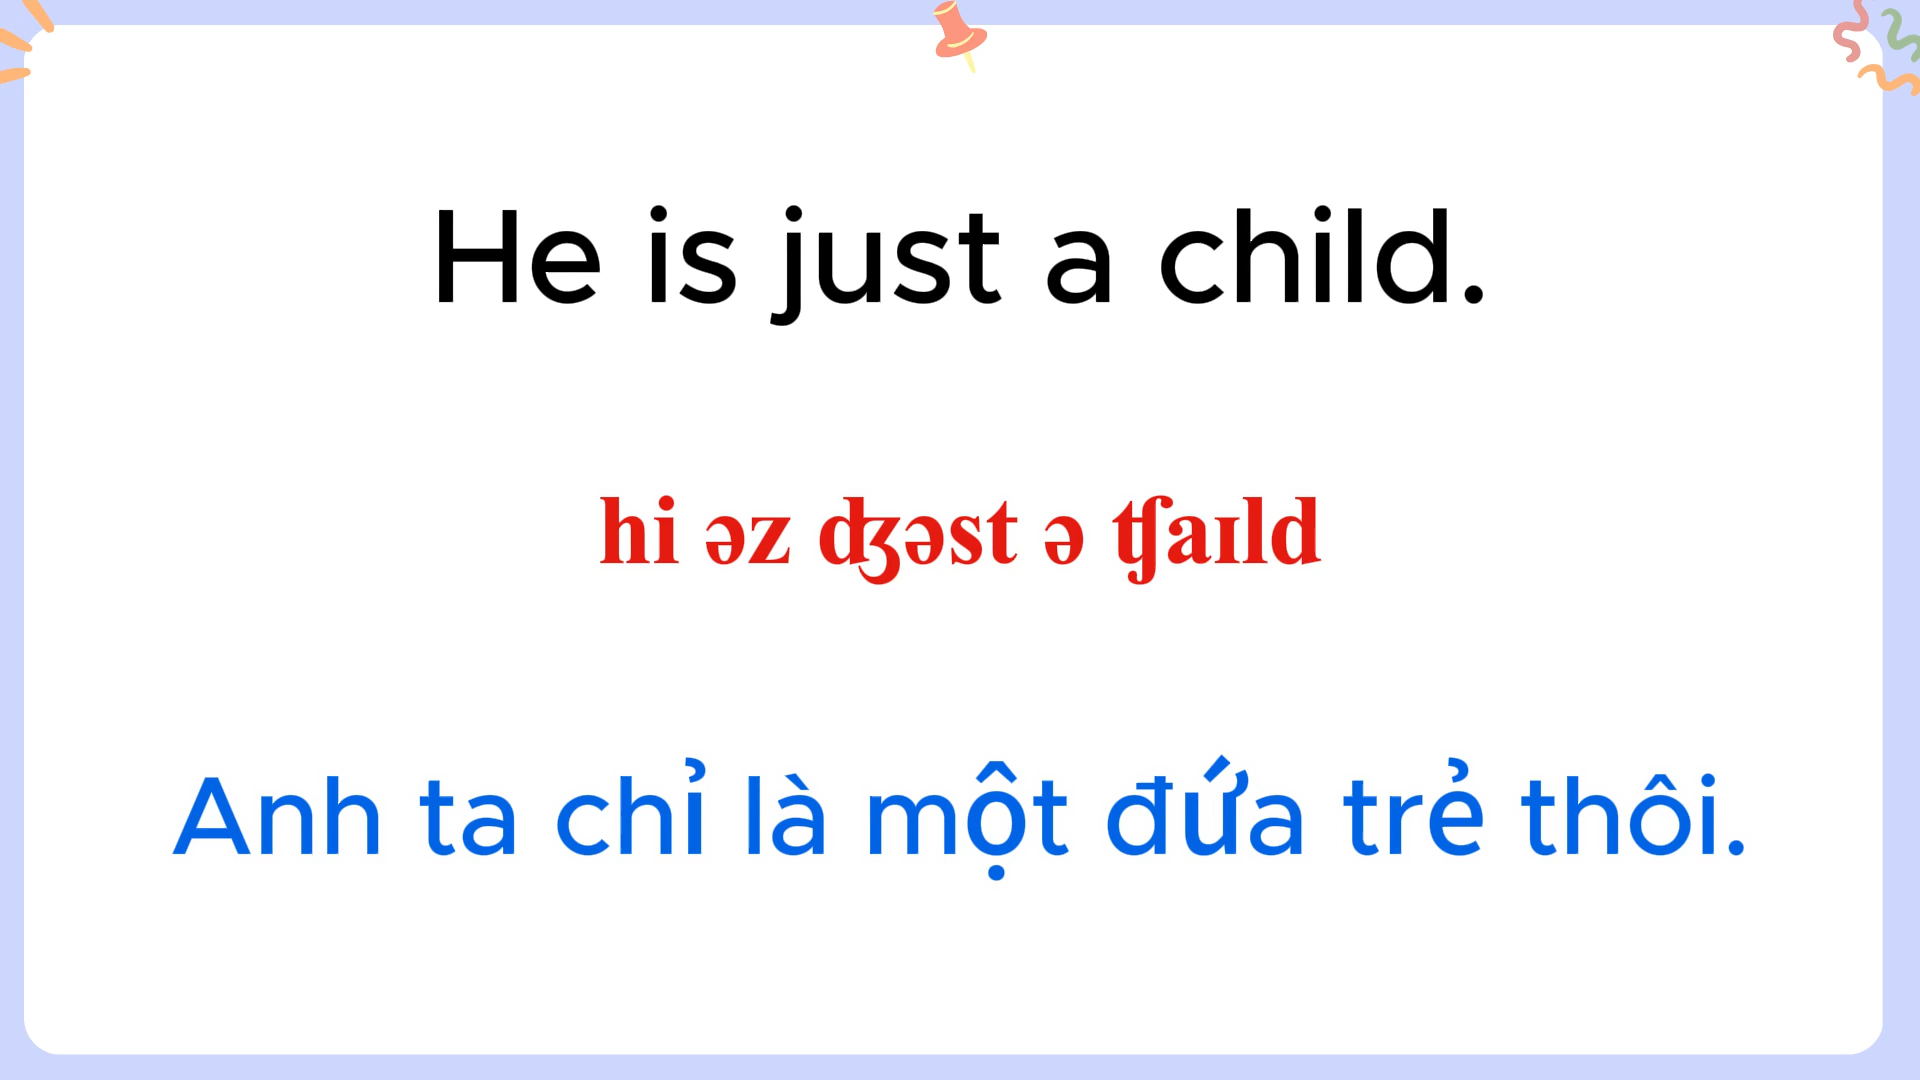 He is just a child.
hi əz ʤəst ə ʧaɪld
Anh ta chỉ là một đứa trẻ thôi.